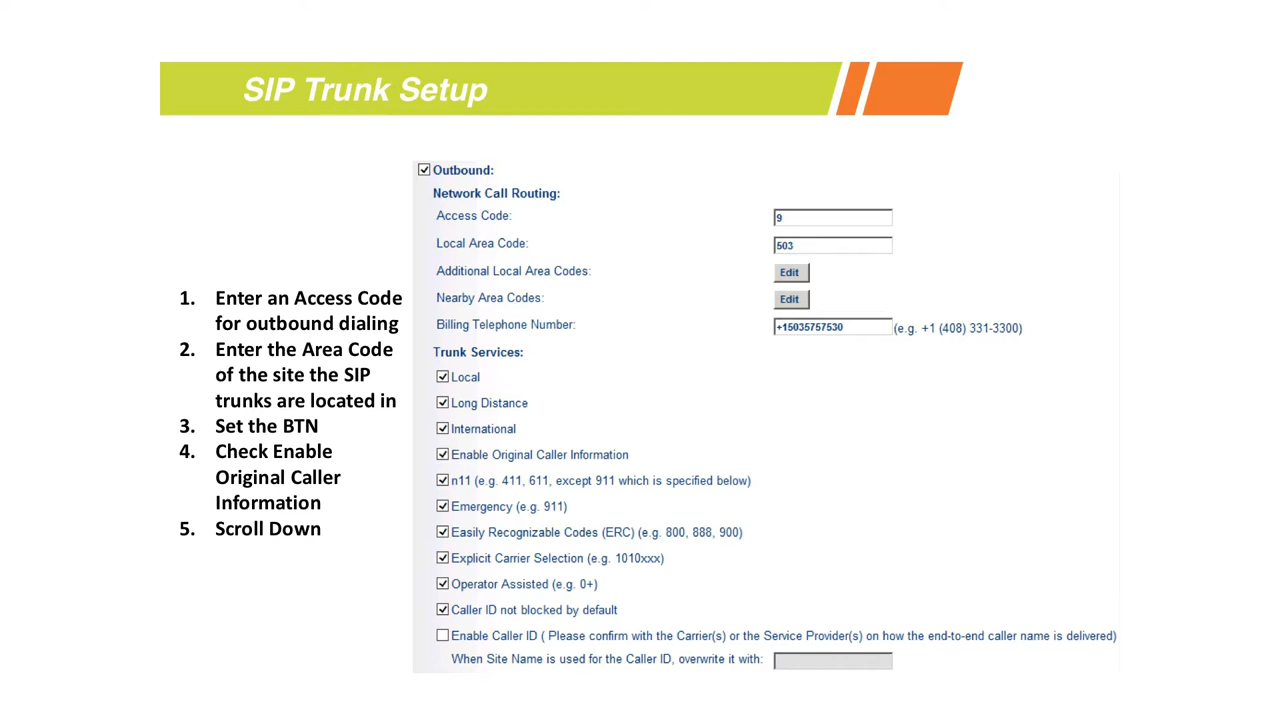 SIP Trunk Setup
1. Enter an Access Code
for outbound dialing
2. Enter the Area Code
of the site the SIP
trunks are located in
3. Set the BTN
4. Check Enable
Original Caller
Information
5. Scroll Down
Outbound:
Network Call Routing:
Access Code: 9
Local Area Code: 503
Additional Local Area Codes: Edit
Nearby Area Codes: Edit
Billing Telephone Number: +15035757530 (e.g. +1 (408) 331-3300)
Trunk Services:
Local
Long Distance
International
Enable Original Caller Information
n11 (e.g. 411, 611, except 911 which is specified below)
Emergency (e.g. 911)
Easily Recognizable Codes (ERC) (e.g. 800, 888, 900)
Explicit Carrier Selection (e.g. 1010xxx)
Operator Assisted (e.g. 0+)
Caller ID not blocked by default
Enable Caller ID ( Please confirm with the Carrier(s) or the Service Provider(s) on how the end-to-end caller name is delivered)
When Site Name is used for the Caller ID, overwrite it with: